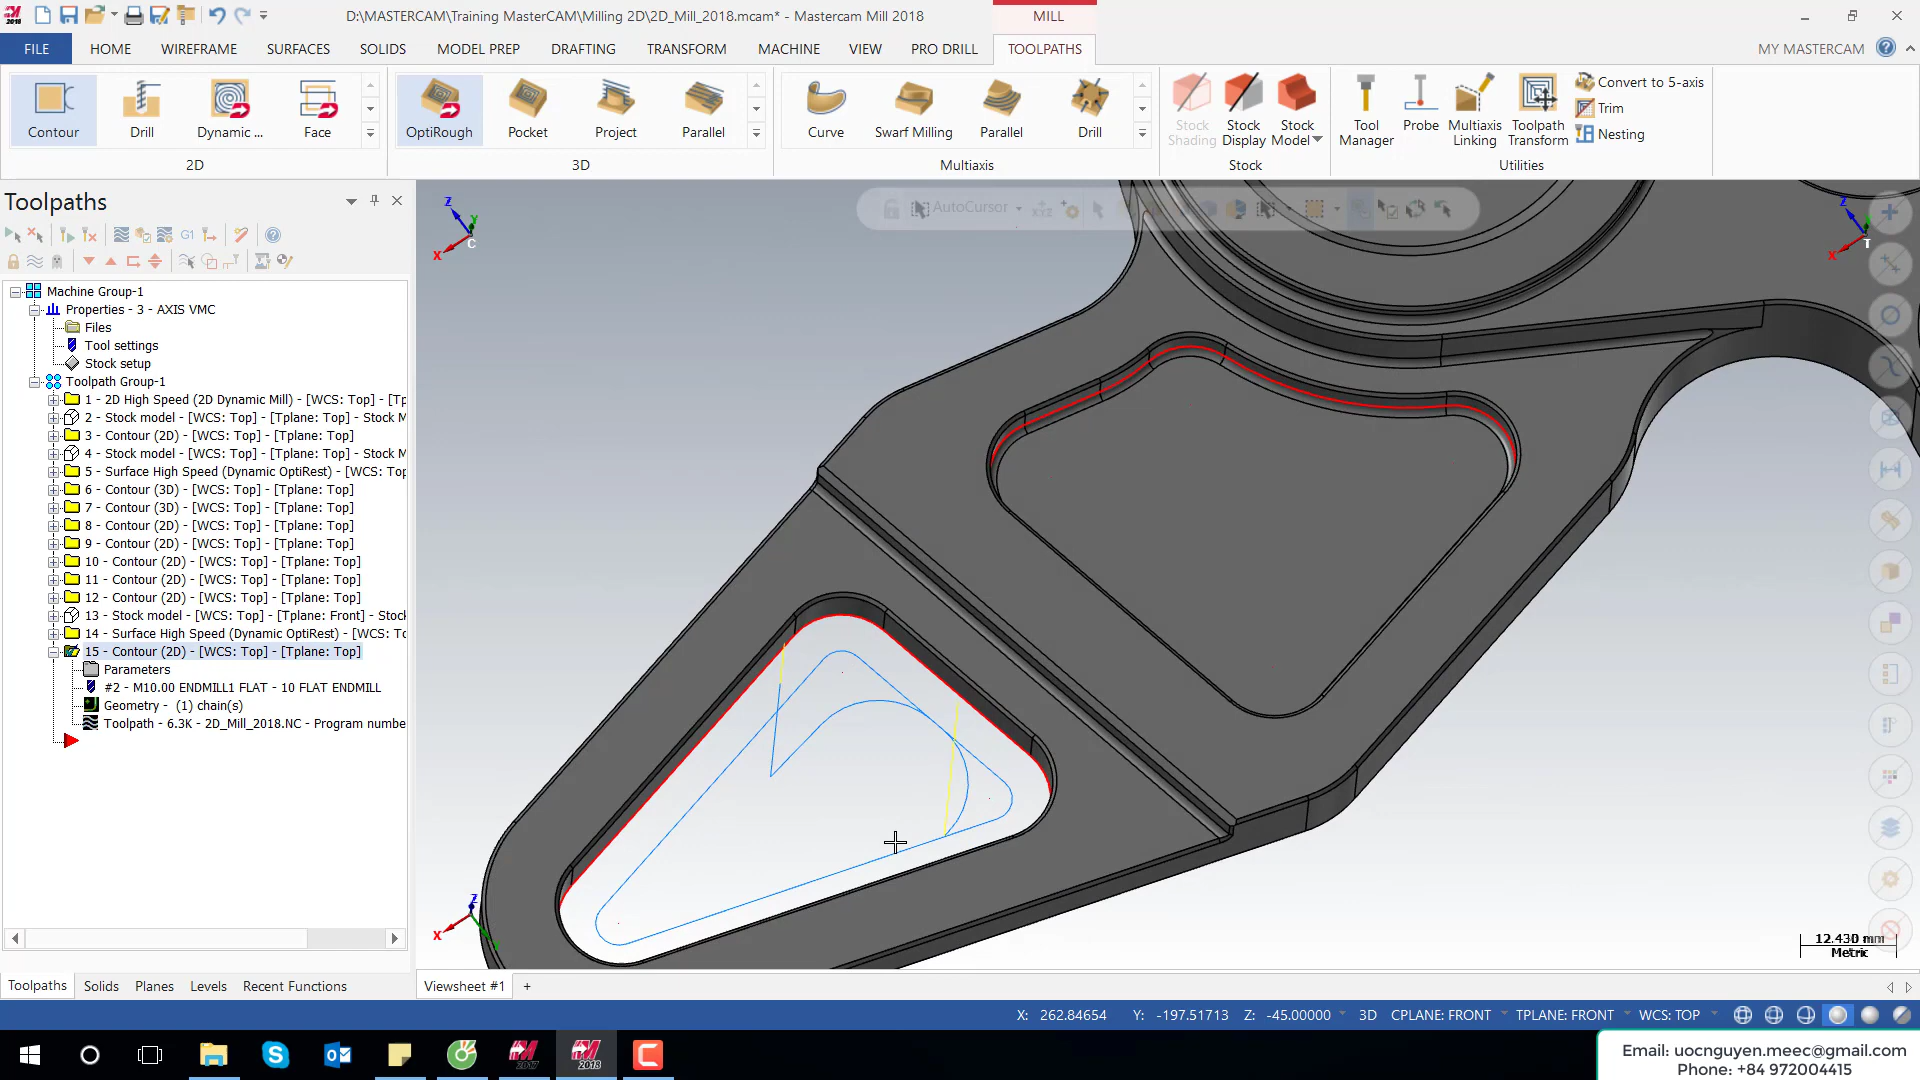 D:\MASTERCAM\Training MasterCAM\Milling 2D\2D_Mill_2018.mcam* - Mastercam Mill 2018
MILL
FILE
HOME
WIREFRAME
SURFACES
SOLIDS
MODEL PREP
DRAFTING
TRANSFORM
MACHINE
VIEW
PRO DRILL
TOOLPATHS
MY MASTERCAM
Contour
Drill
Dynamic ...
Face
2D
OptiRough
Pocket
Project
Parallel
3D
Curve
Swarf Milling
Parallel
Drill
Multiaxis
Stock Shading
Stock Display
Stock Model
Stock
Tool Manager
Probe
Multiaxis Linking
Toolpath Transform
Convert to 5-axis
Trim
Nesting
Utilities
Toolpaths
G1
AutoCursor
XYZ
Machine Group-1
Properties - 3 - AXIS VMC
Files
Tool settings
Stock setup
Toolpath Group-1
1 - 2D High Speed (2D Dynamic Mill) - [WCS: Top] - [Tp
2 - Stock model - [WCS: Top] - [Tplane: Top] - Stock M
3 - Contour (2D) - [WCS: Top] - [Tplane: Top]
4 - Stock model - [WCS: Top] - [Tplane: Top] - Stock M
5 - Surface High Speed (Dynamic OptiRest) - [WCS: Top
6 - Contour (3D) - [WCS: Top] - [Tplane: Top]
7 - Contour (3D) - [WCS: Top] - [Tplane: Top]
8 - Contour (2D) - [WCS: Top] - [Tplane: Top]
9 - Contour (2D) - [WCS: Top] - [Tplane: Top]
10 - Contour (2D) - [WCS: Top] - [Tplane: Top]
11 - Contour (2D) - [WCS: Top] - [Tplane: Top]
12 - Contour (2D) - [WCS: Top] - [Tplane: Top]
13 - Stock model - [WCS: Top] - [Tplane: Front] - Stock
14 - Surface High Speed (Dynamic OptiRest) - [WCS: To
15 - Contour (2D) - [WCS: Top] - [Tplane: Top]
Parameters
#2 - M10.00 ENDMILL1 FLAT - 10 FLAT ENDMILL
Geometry - (1) chain(s)
Toolpath - 6.3K - 2D_Mill_2018.NC - Program numbe
Z
Y
X
C
Z
Y
X
T
Z
X
12.430 mm
Metric
Toolpaths
Solids
Planes
Levels
Recent Functions
Viewsheet #1
+
X: 262.84654 Y: -197.51713 Z: -45.00000 3D CPLANE: FRONT TPLANE: FRONT WCS: TOP
2017
2018
Email: uocnguyen.meec@gmail.com
Phone: +84 972004415